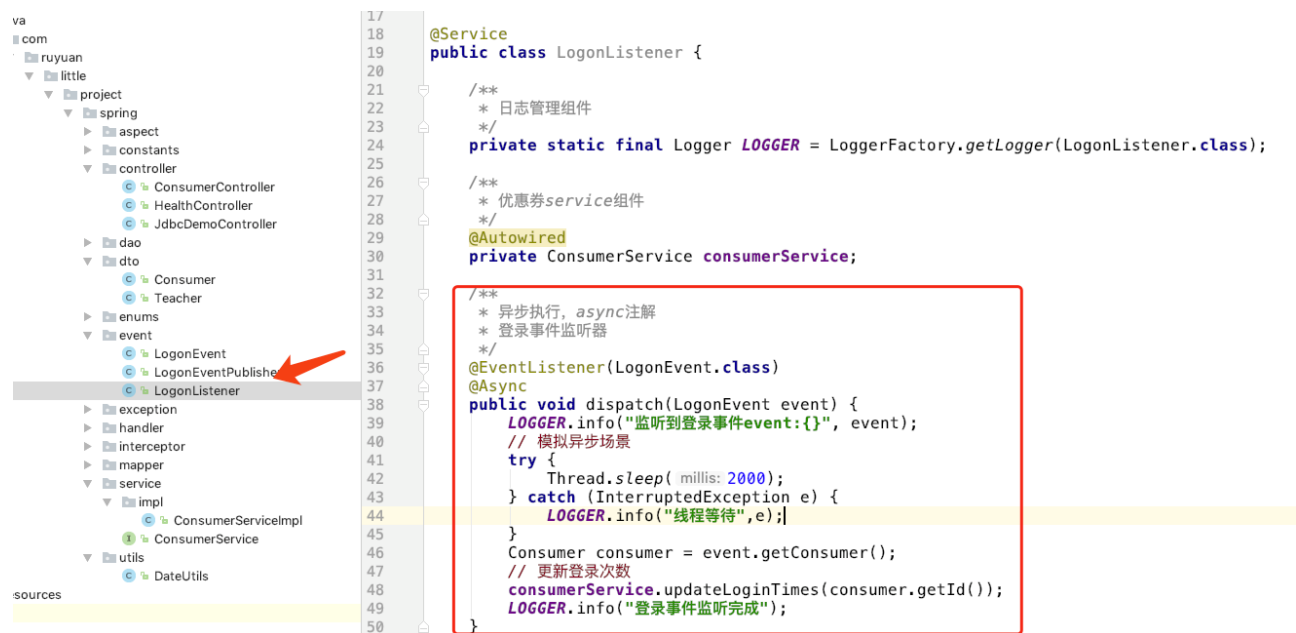 va
com
ruyuan
little
project
spring
aspect
constants
controller
ConsumerController
HealthController
JdbcDemoController
dao
dto
Consumer
Teacher
enums
event
LogonEvent
LogonEventPublishe
LogonListener
exception
handler
interceptor
mapper
service
impl
ConsumerServiceImpl
ConsumerService
utils
DateUtils
sources
17
18 @Service
19 public class LogonListener {
20
21 /**
22 * 日志管理组件
23 */
24 private static final Logger LOGGER = LoggerFactory.getLogger(LogonListener.class);
25
26 /**
27 * 优惠券service组件
28 */
29 @Autowired
30 private ConsumerService consumerService;
31
32 /**
33 * 异步执行，async注解
34 * 登录事件监听器
35 */
36 @EventListener(LogonEvent.class)
37 @Async
38 public void dispatch(LogonEvent event) {
39 LOGGER.info("监听到登录事件event:{}", event);
40 // 模拟异步场景
41 try {
42 Thread.sleep( millis: 2000);
43 } catch (InterruptedException e) {
44 LOGGER.info("线程等待",e);
45 }
46 Consumer consumer = event.getConsumer();
47 // 更新登录次数
48 consumerService.updateLoginTimes(consumer.getId());
49 LOGGER.info("登录事件监听完成");
50 }